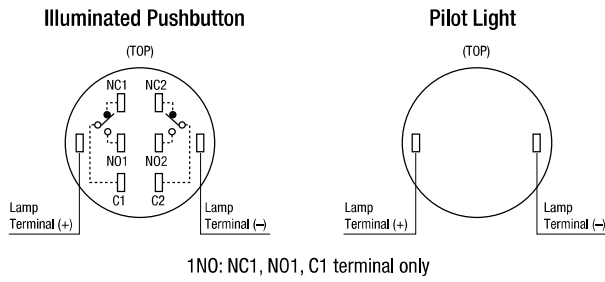 Illuminated Pushbutton
(TOP)
NC1 NC2
NO1 NO2
C1 C2
Lamp
Terminal (+)
Lamp
Terminal (–)
Pilot Light
(TOP)
Lamp
Terminal (+)
Lamp
Terminal (–)
1NO: NC1, NO1, C1 terminal only